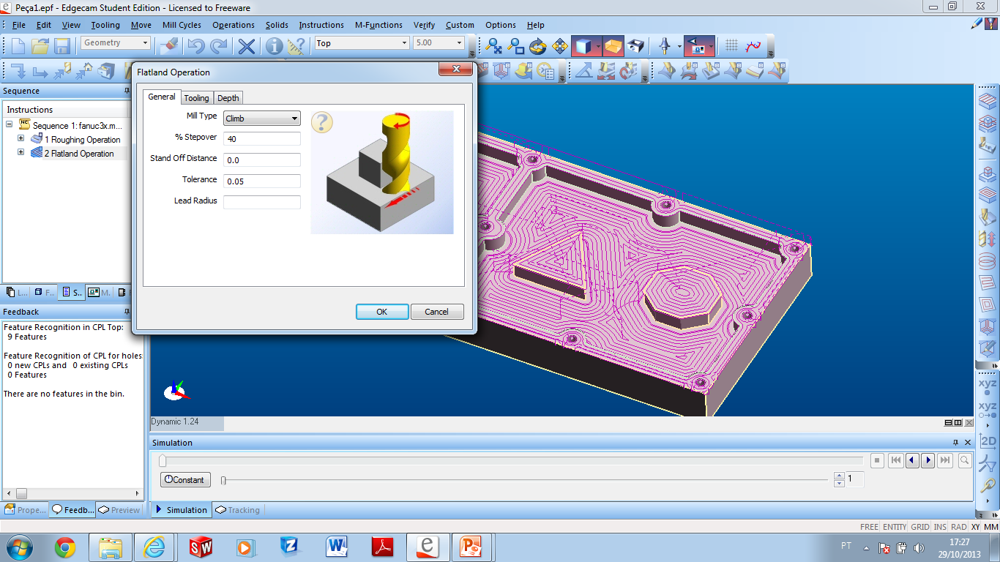 Peça1.epf - Edgecam Student Edition - Licensed to Freeware
File Edit View Tooling Move Mill Cycles Operations Solids Instructions M-Functions Verify Custom Options Help
Geometry Top 5.00
Sequence
Instructions
Sequence 1: fanuc3x.m...
1 Roughing Operation
2 Flatland Operation
L... F.. S.. M.
Feedback
Feature Recognition in CPL Top:
9 Features
Feature Recognition of CPL for holes
0 new CPLs and 0 existing CPLs
0 Features
There are no features in the bin.
Prope... Feedb... Preview
Flatland Operation
General Tooling Depth
Mill Type Climb
% Stepover 40
Stand Off Distance 0.0
Tolerance 0.05
Lead Radius
?
OK Cancel
xyz
xyz
2D
Dynamic 1.24
Simulation
Constant 1
Simulation Tracking
FREE ENTITY GRID INS RAD XY MM
PT 17:27
29/10/2013